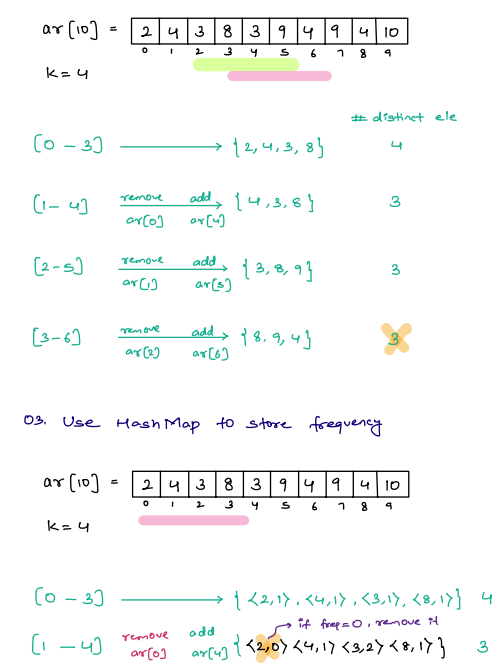 ar[10] = 2 4 3 8 3 9 4 9 4 10
0 1 2 3 4 5 6 7 8 9
K = 4
# distinct ele
[0 - 3] → {2, 4, 3, 8} 4
remove add
[1 - 4] → {4, 3, 8} 3
ar[0] ar[4]
remove add
[2 - 5] → {3, 8, 9} 3
ar[1] ar[5]
remove add
[3 - 6] → {8. 9, 4} 3
ar[2] ar[6]
03. Use HashMap to store frequency
ar[10] = 2 4 3 8 3 9 4 9 4 10
0 1 2 3 4 5 6 7 8 9
K = 4
[0 - 3] → {<2,1>, <4,1>, <3,1>, <8,1>} 4
→ if freq=0, remove it
[1 - 4] remove add {<2,0> <4,1> <3,2> <8,1>} 3
ar[0] ar[4]